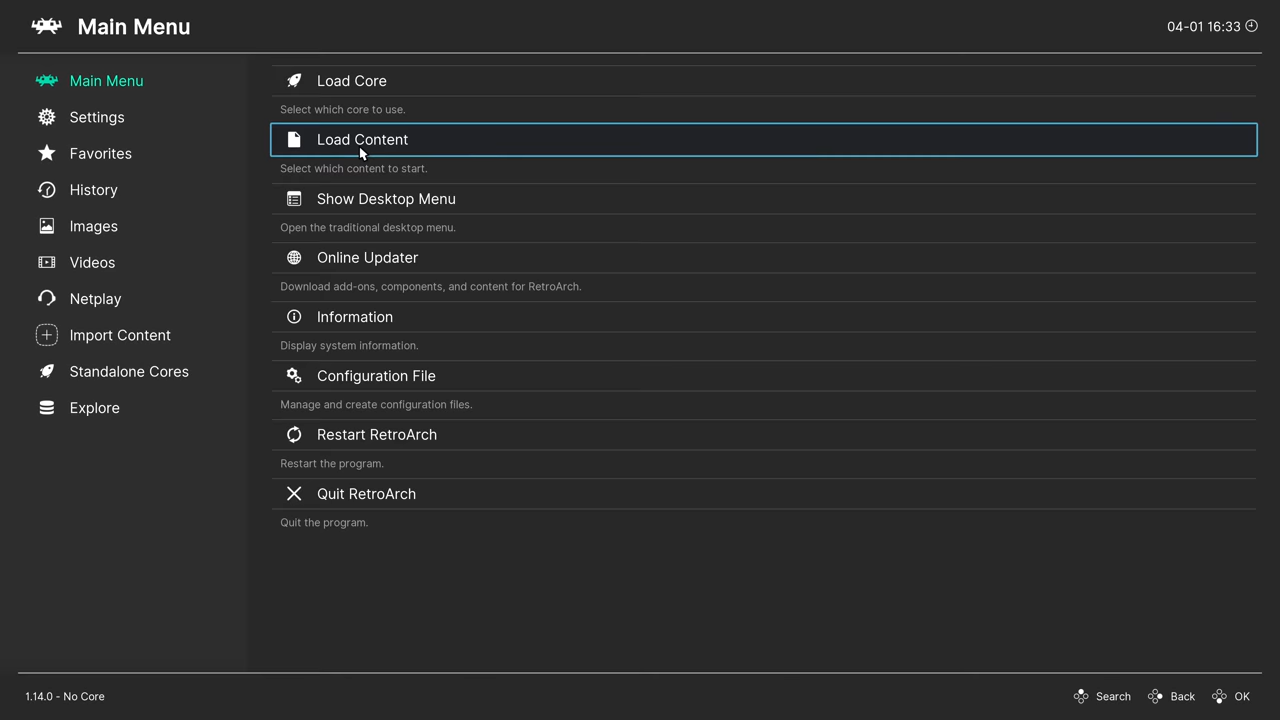 Main Menu
04-01 16:33
Main Menu
Settings
Favorites
History
Images
Videos
Netplay
Import Content
Standalone Cores
Explore
Load Core
Select which core to use.
Load Content
Select which content to start.
Show Desktop Menu
Open the traditional desktop menu.
Online Updater
Download add-ons, components, and content for RetroArch.
Information
Display system information.
Configuration File
Manage and create configuration files.
Restart RetroArch
Restart the program.
Quit RetroArch
Quit the program.
1.14.0 - No Core
Search Back OK